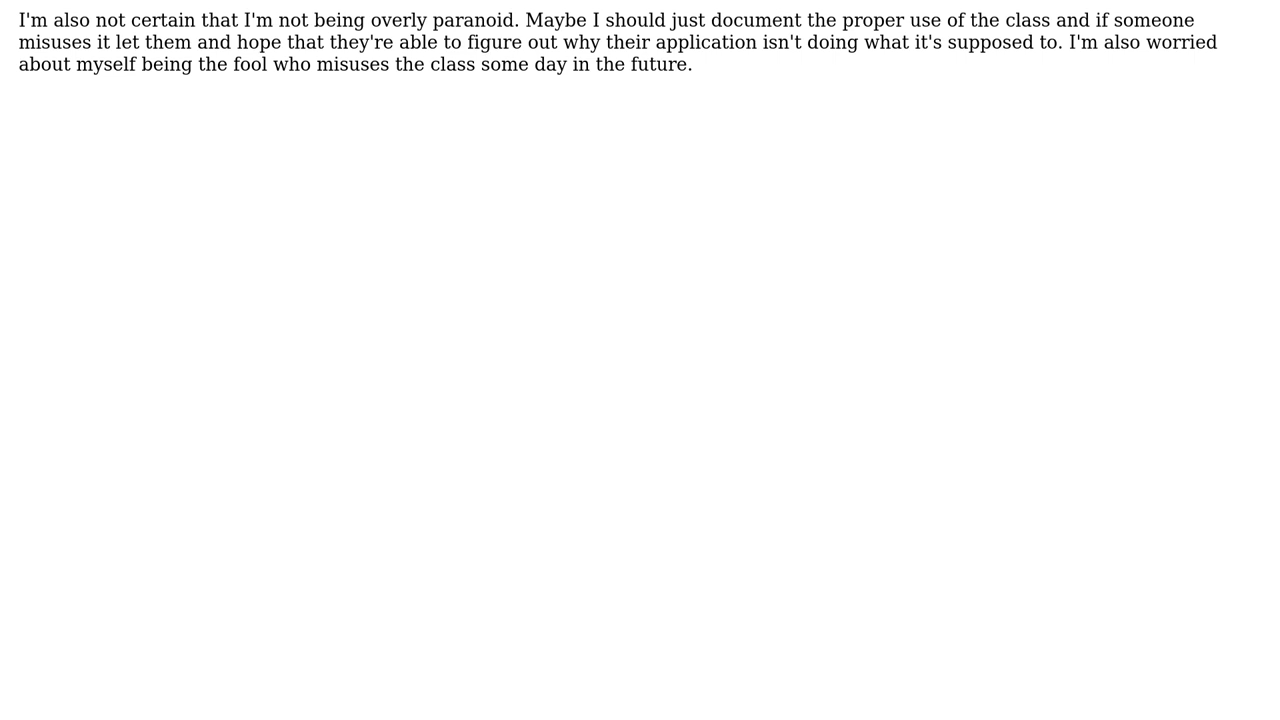 I'm also not certain that I'm not being overly paranoid. Maybe I should just document the proper use of the class and if someone
misuses it let them and hope that they're able to figure out why their application isn't doing what it's supposed to. I'm also worried
about myself being the fool who misuses the class some day in the future.